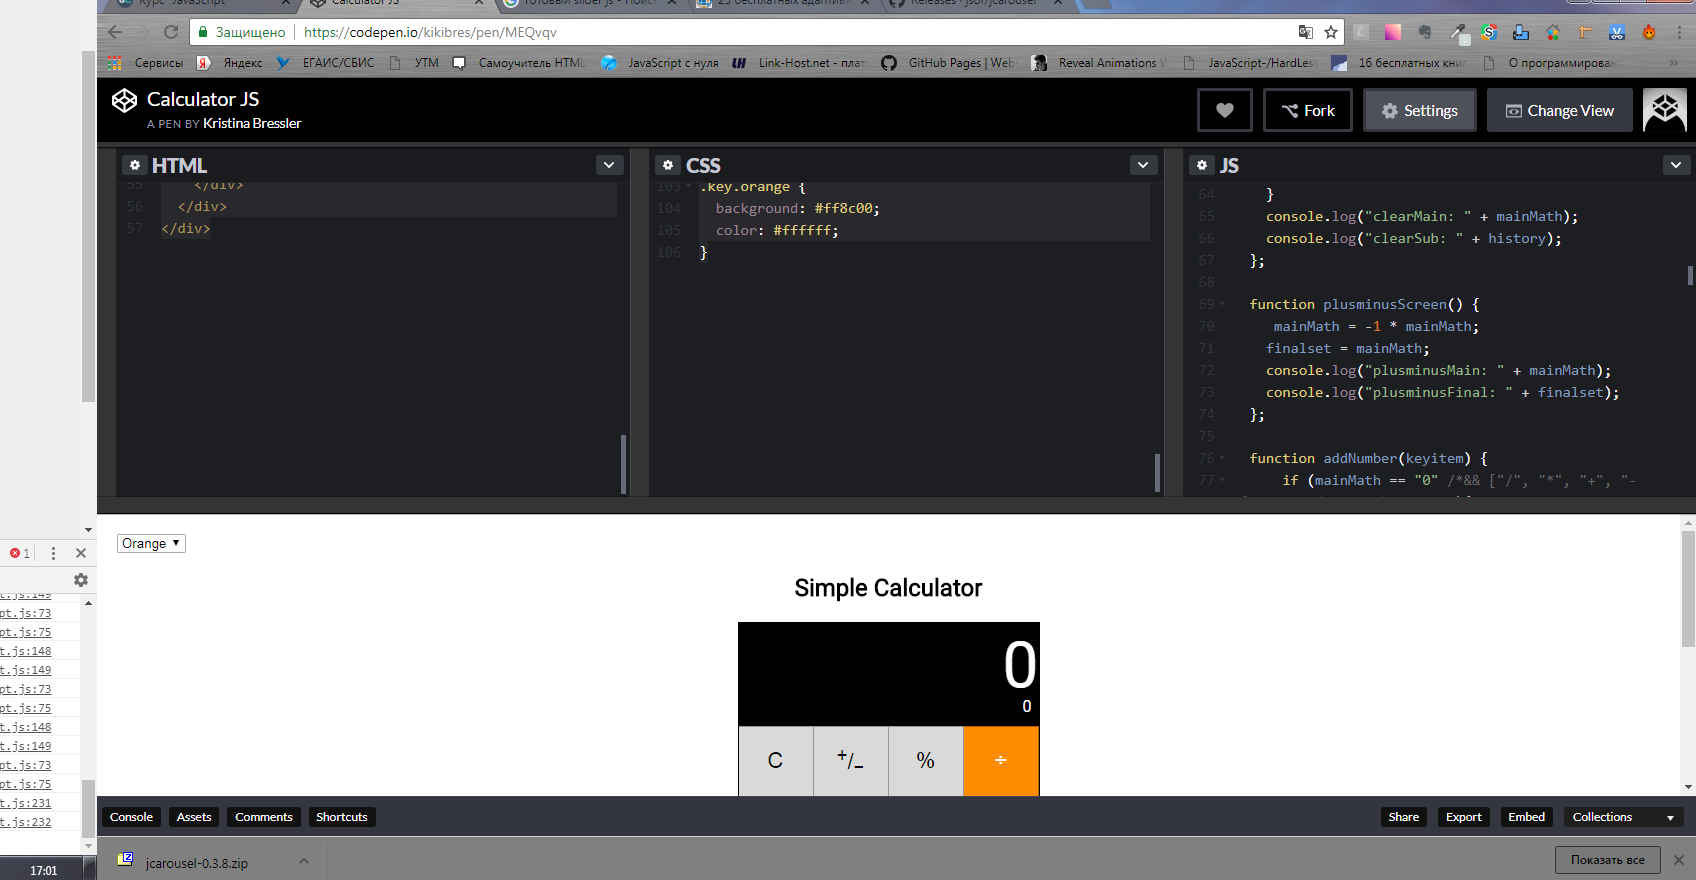 Курс "JavaScript"
Calculator JS
Готовый slider js - Поиск
25 бесплатных адаптив
Releases · jsor/jcarousel
Защищено https://codepen.io/kikibres/pen/MEQvqv
Сервисы Яндекс ЕГАИС/СБИС УТМ Самоучитель HTML JavaScript с нуля Link-Host.net - плат GitHub Pages | Web Reveal Animations JavaScript-/HardLes 16 бесплатных книг О программирован »
Calculator JS
A PEN BY Kristina Bressler
Fork
Settings
Change View
HTML
55 </div>
56 </div>
57 </div>
CSS
103 .key.orange {
104 background: #ff8c00;
105 color: #ffffff;
106 }
JS
64 }
65 console.log("clearMain: " + mainMath);
66 console.log("clearSub: " + history);
67 };
68
69 function plusminusScreen() {
70 mainMath = -1 * mainMath;
71 finalset = mainMath;
72 console.log("plusminusMain: " + mainMath);
73 console.log("plusminusFinal: " + finalset);
74 };
75
76 function addNumber(keyitem) {
77 if (mainMath == "0" /*&& ["/", "*", "+", "-
Orange
Simple Calculator
0
0
C +/- % ÷
1
t.js:149
pt.js:73
pt.js:75
t.js:148
t.js:149
pt.js:73
pt.js:75
t.js:148
t.js:149
pt.js:73
pt.js:75
t.js:231
t.js:232
Console Assets Comments Shortcuts
Share Export Embed Collections
17:01
jcarousel-0.3.8.zip
Показать все